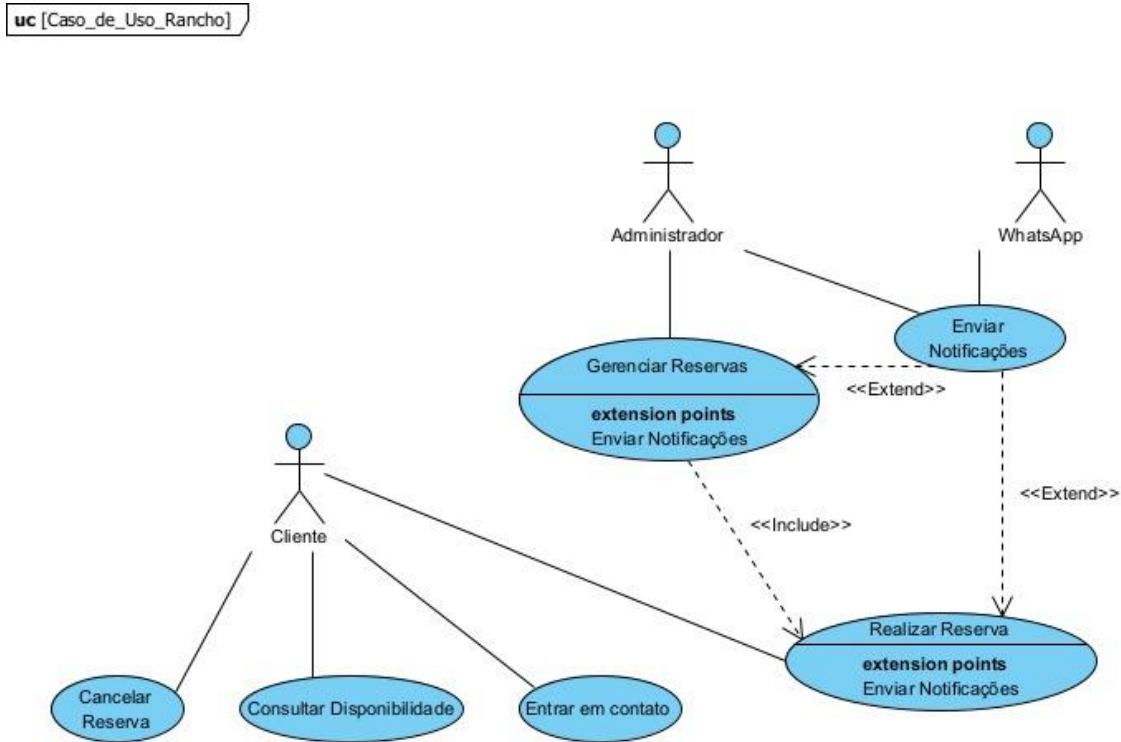 uc [Caso_de_Uso_Rancho]
Administrador
WhatsApp
Enviar
Notificações
Gerenciar Reservas
<<Extend>>
extension points
Enviar Notificações
<<Extend>>
<<Include>>
Cliente
Realizar Reserva
extension points
Enviar Notificações
Cancelar
Reserva
Consultar Disponibilidade
Entrar em contato